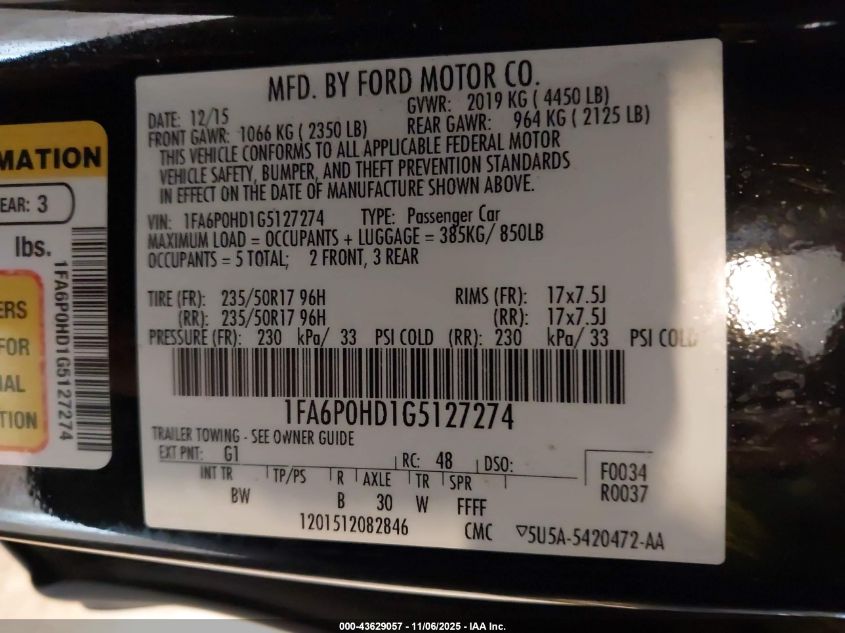 MATION
EAR: 3
lbs.
ERS
FOR
AL
TION
1FA6P0HD1G5127274
MFD. BY FORD MOTOR CO.
DATE: 12/15 GVWR: 2019 KG ( 4450 LB)
FRONT GAWR: 1066 KG ( 2350 LB) REAR GAWR: 964 KG ( 2125 LB)
THIS VEHICLE CONFORMS TO ALL APPLICABLE FEDERAL MOTOR
VEHICLE SAFETY, BUMPER, AND THEFT PREVENTION STANDARDS
IN EFFECT ON THE DATE OF MANUFACTURE SHOWN ABOVE.
VIN: 1FA6P0HD1G5127274 TYPE: Passenger Car
MAXIMUM LOAD = OCCUPANTS + LUGGAGE = 385KG/ 850LB
OCCUPANTS = 5 TOTAL; 2 FRONT, 3 REAR
TIRE (FR): 235/50R17 96H RIMS (FR): 17x7.5J
(RR): 235/50R17 96H (RR): 17x7.5J
PRESSURE (FR): 230 kPa/ 33 PSI COLD (RR): 230 kPa/ 33 PSI COLD
1FA6P0HD1G5127274
TRAILER TOWING - SEE OWNER GUIDE
EXT PNT: G1 RC: 48 DSO: F0034
INT TR TP/PS R AXLE TR SPR R0037
BW B 30 W FFFF
1201512082846 CMC ▽5U5A-5420472-AA
000-43629057 - 11/06/2025 - IAA Inc.